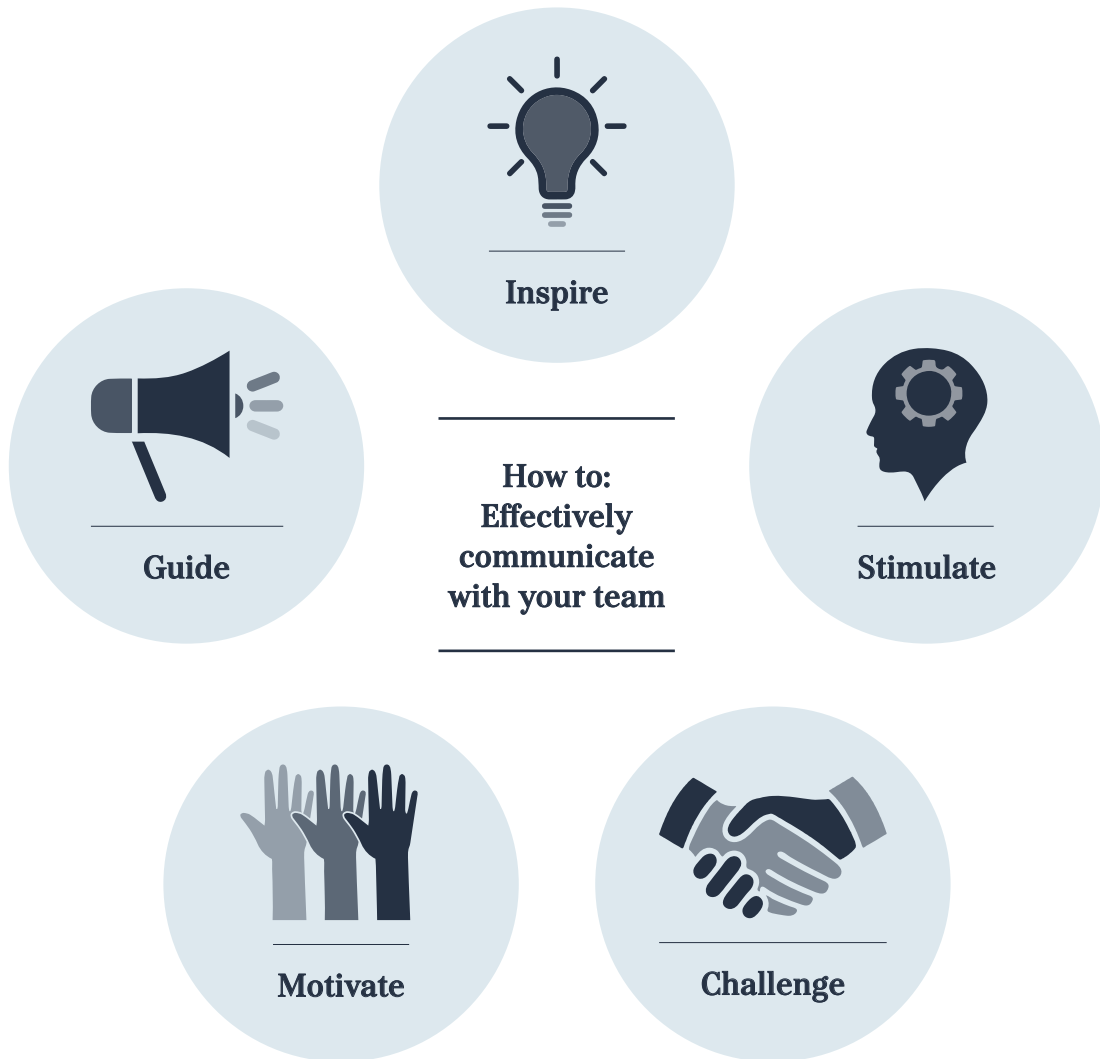 Inspire
How to:
Effectively
communicate
with your team
Guide
Stimulate
Motivate
Challenge